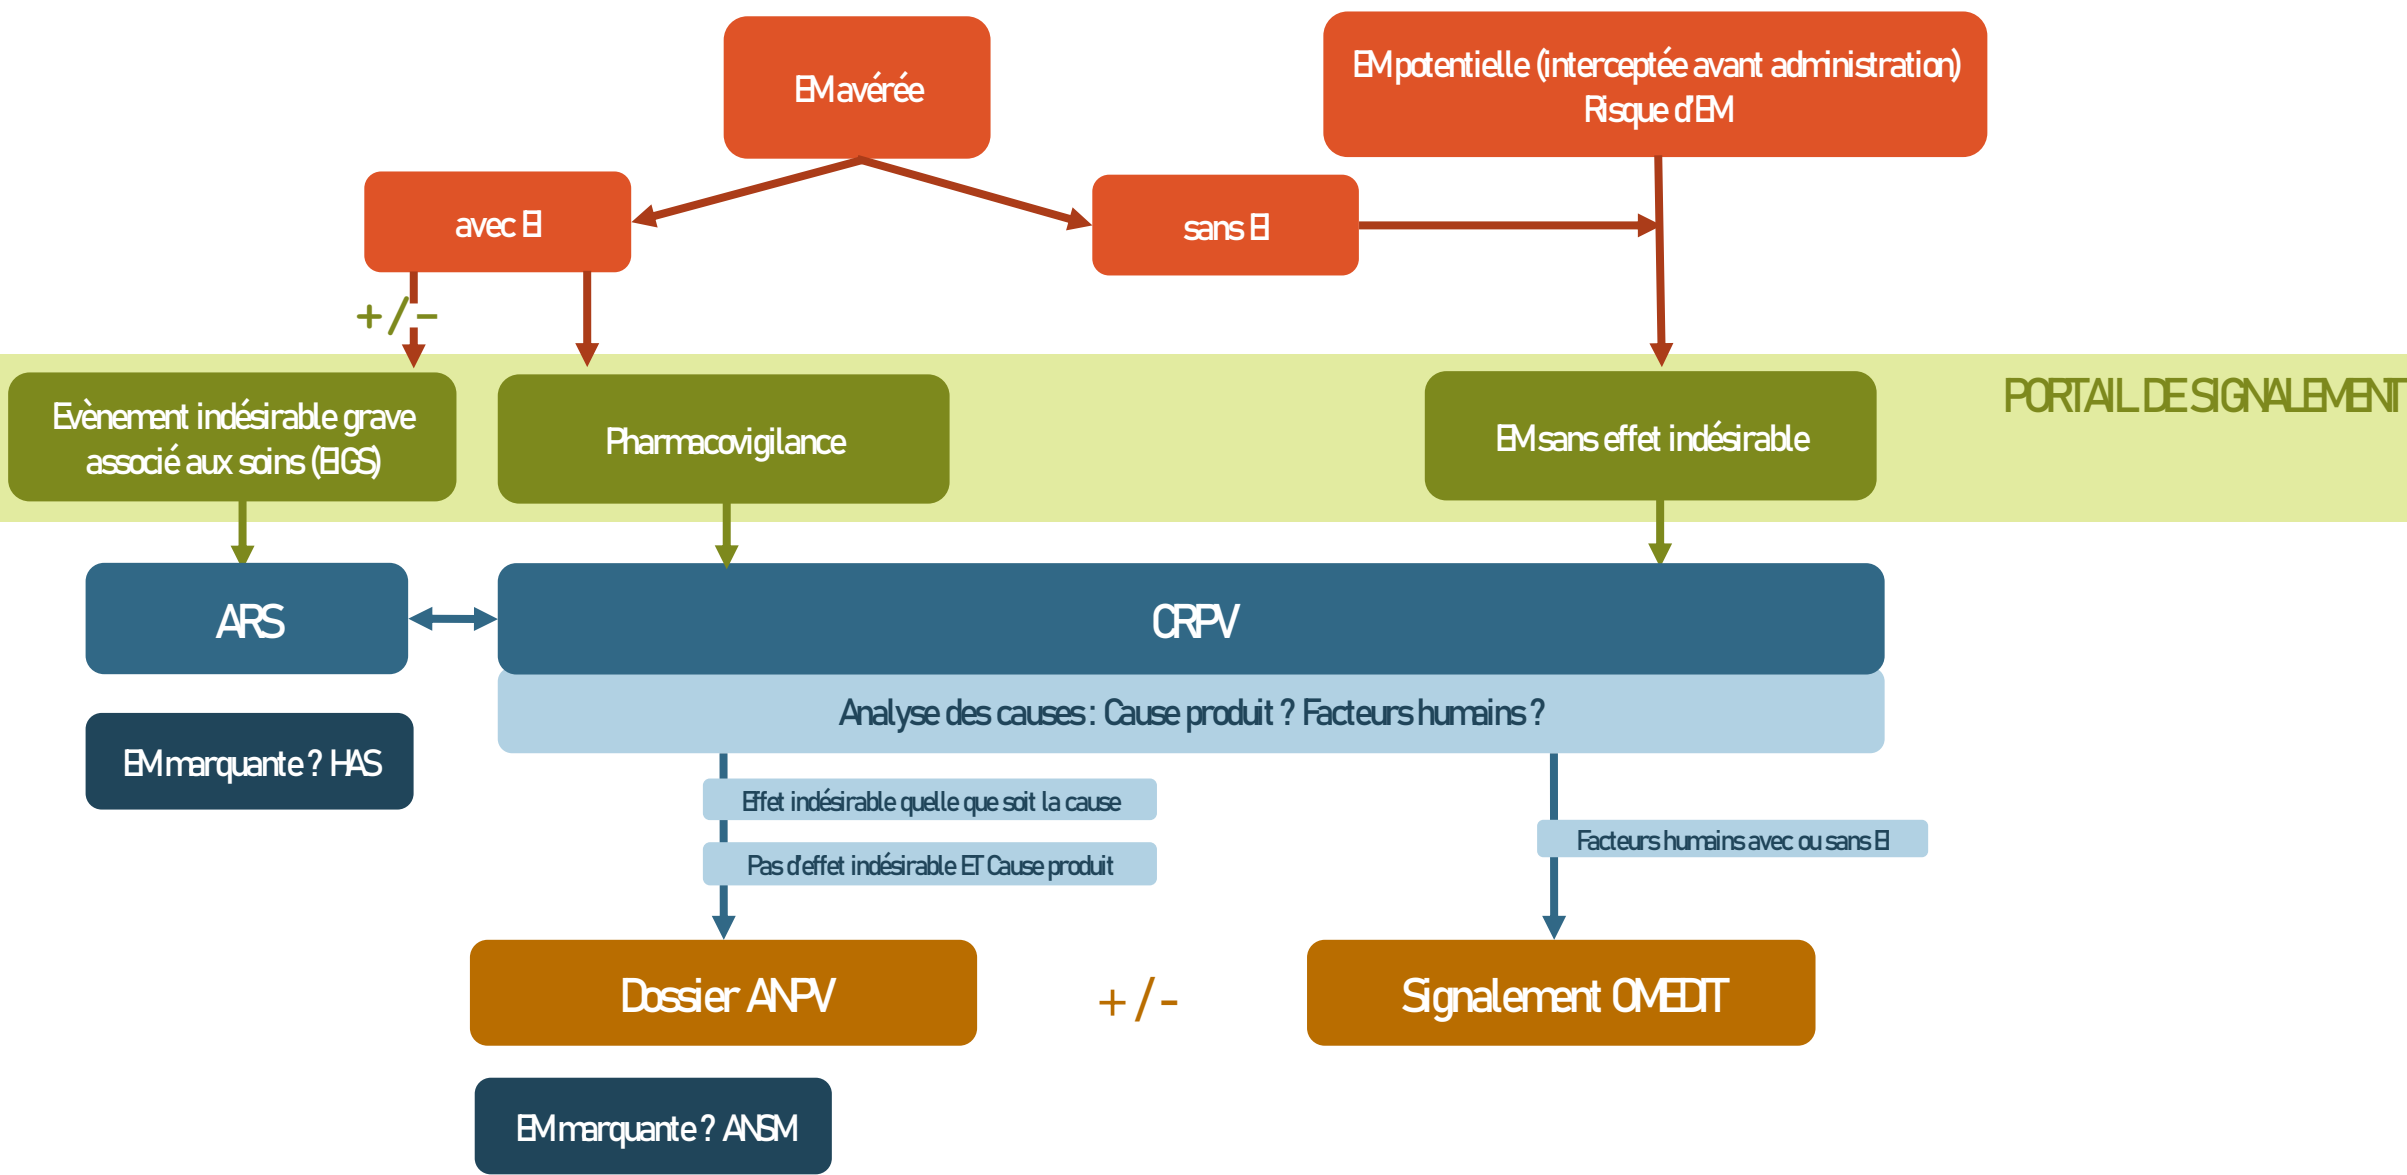 EM avérée
EM potentielle (interceptée avant administration)
Risque d'EM
avec EI
sans EI
+/-
PORTAIL DE SIGNALEMENT
Evènement indésirable grave
associé aux soins (EIGS)
Pharmacovigilance
EM sans effet indésirable
ARS
CRPV
Analyse des causes : Cause produit ? Facteurs humains ?
EM marquante ? HAS
Effet indésirable quelle que soit la cause
Facteurs humains avec ou sans EI
Pas d'effet indésirable ET Cause produit
Dossier ANPV
+/-
Signalement OMEDIT
EM marquante ? ANSM